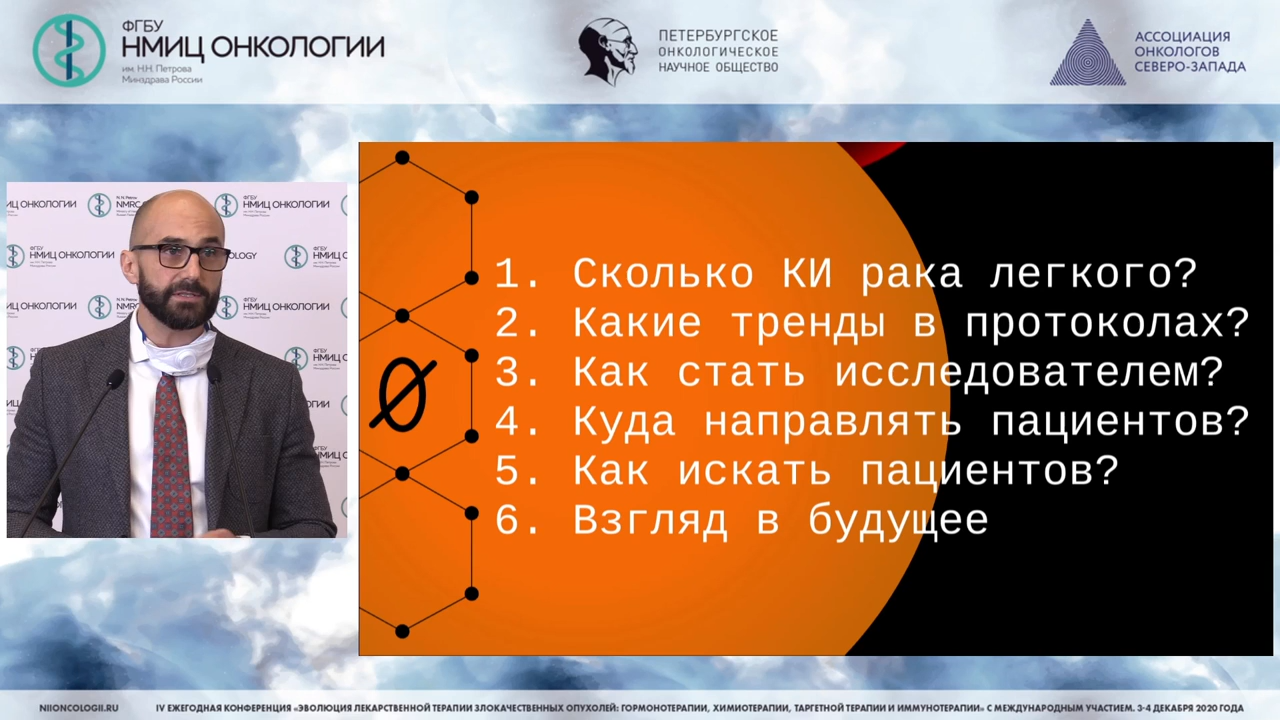 ФГБУ
НМИЦ ОНКОЛОГИИ
им. Н.Н. Петрова
Минздрава России
ПЕТЕРБУРГСКОЕ
ОНКОЛОГИЧЕСКОЕ
НАУЧНОЕ ОБЩЕСТВО
АССОЦИАЦИЯ
ОНКОЛОГОВ
СЕВЕРО-ЗАПАДА
1. Сколько КИ рака легкого?
2. Какие тренды в протоколах?
3. Как стать исследователем?
4. Куда направлять пациентов?
5. Как искать пациентов?
6. Взгляд в будущее
ФГБУ
НМИЦ ОНКОЛОГИИ
NIIONCOLOGII.RU
IV ЕЖЕГОДНАЯ КОНФЕРЕНЦИЯ «ЭВОЛЮЦИЯ ЛЕКАРСТВЕННОЙ ТЕРАПИИ ЗЛОКАЧЕСТВЕННЫХ ОПУХОЛЕЙ: ГОРМОНОТЕРАПИИ, ХИМИОТЕРАПИИ, ТАРГЕТНОЙ ТЕРАПИИ И ИММУНОТЕРАПИИ» С МЕЖДУНАРОДНЫМ УЧАСТИЕМ. 3-4 ДЕКАБРЯ 2020 ГОДА